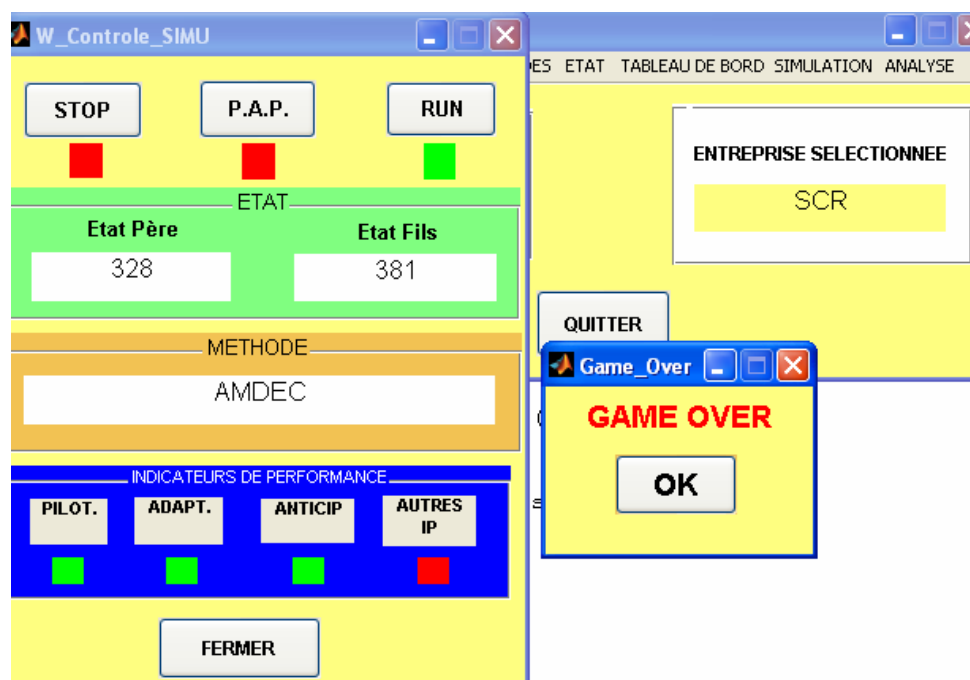 W_Controle_SIMU
STOP
P.A.P.
RUN
ETAT
Etat Père
Etat Fils
328
381
METHODE
AMDEC
INDICATEURS DE PERFORMANCE
PILOT.
ADAPT.
ANTICIP
AUTRES
IP
FERMER
ES ETAT TABLEAU DE BORD SIMULATION ANALYSE
ENTREPRISE SELECTIONNEE
SCR
QUITTER
Game_Over
GAME OVER
OK